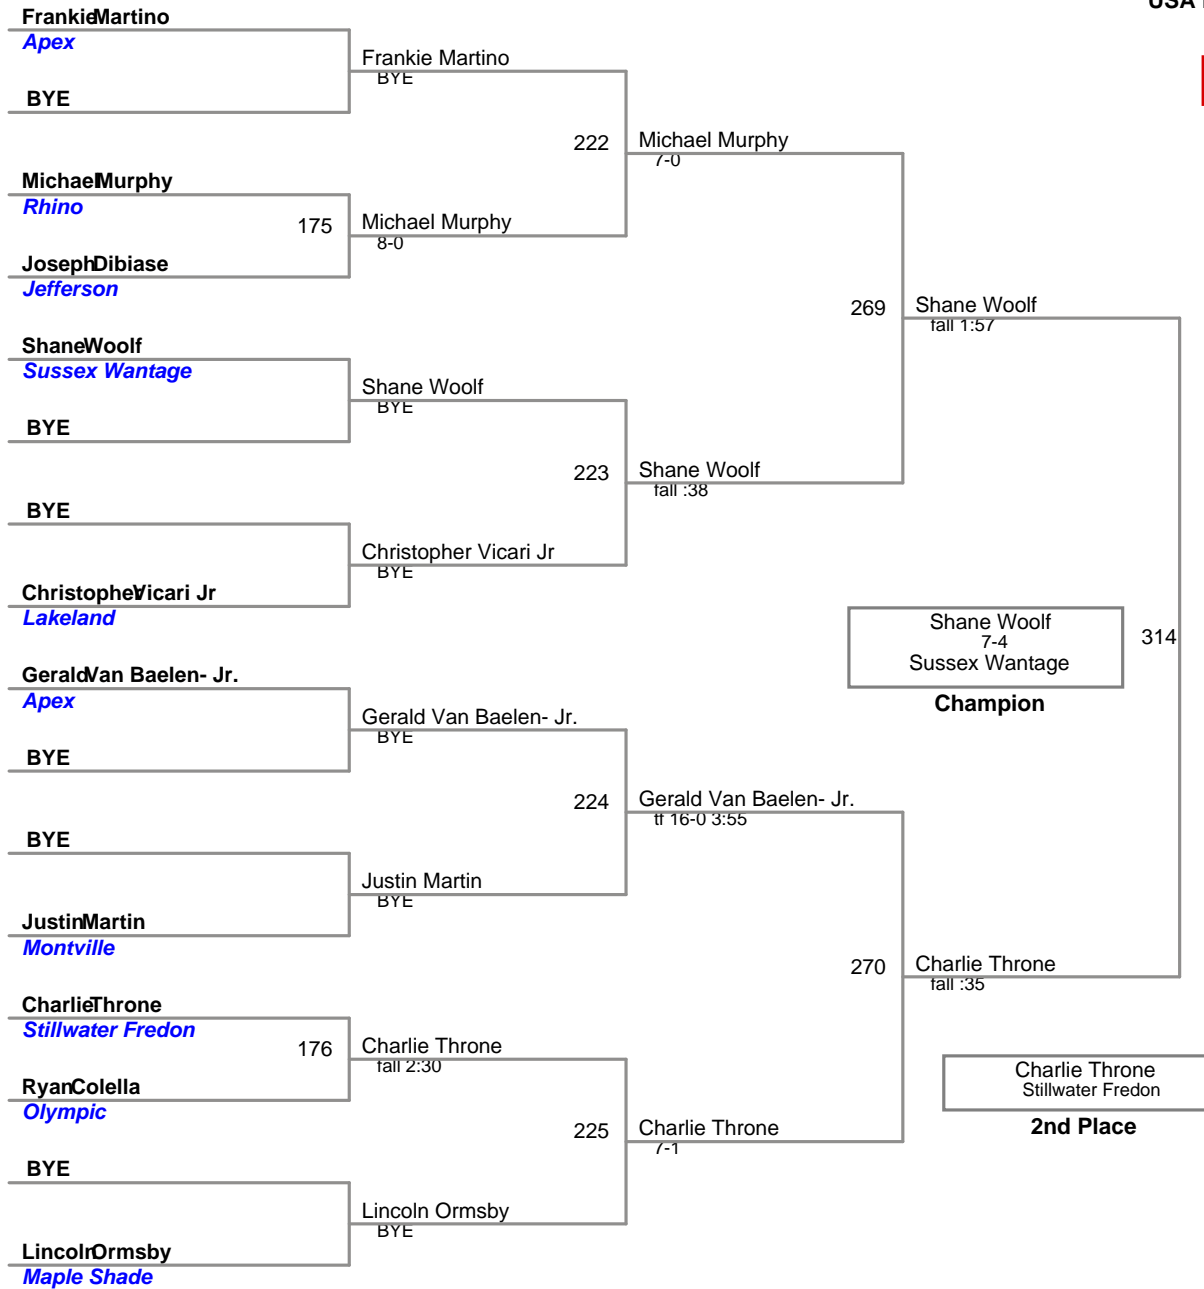 USA
Frankie Martino
Apex
BYE
Michael Murphy
Rhino
Joseph Dibiase
Jefferson
Shane Woolf
Sussex Wantage
BYE
BYE
Christopher Vicari Jr
Lakeland
Gerald Van Baelen- Jr.
Apex
BYE
BYE
Justin Martin
Montville
Charlie Throne
Stillwater Fredon
Ryan Colella
Olympic
BYE
Lincoln Ormsby
Maple Shade
175
176
Frankie Martino
BYE
Michael Murphy
8-0
Shane Woolf
BYE
Christopher Vicari Jr
BYE
Gerald Van Baelen- Jr.
BYE
Justin Martin
BYE
Charlie Throne
fall 2:30
Lincoln Ormsby
BYE
222
223
224
225
Michael Murphy
7-0
Shane Woolf
fall :38
Gerald Van Baelen- Jr.
tf 16-0 3:55
Charlie Throne
7-1
269
270
Shane Woolf
fall 1:57
Charlie Throne
fall :35
314
Shane Woolf
7-4
Sussex Wantage
Champion
Charlie Throne
Stillwater Fredon
2nd Place